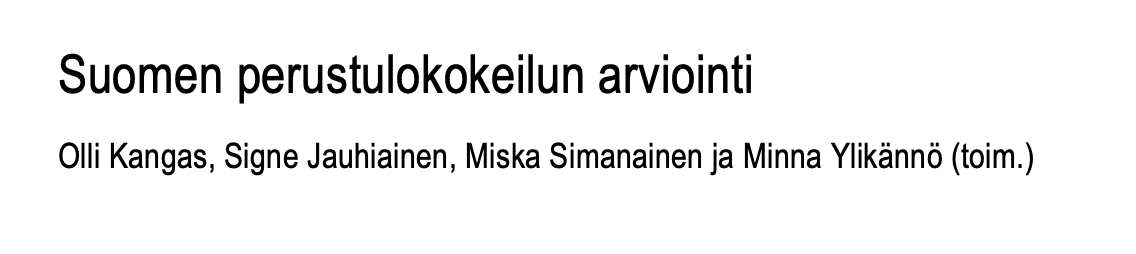 Suomen perustulokokeilun arviointi
Olli Kangas, Signe Jauhiainen, Miska Simanainen ja Minna Ylikännö (toim.)